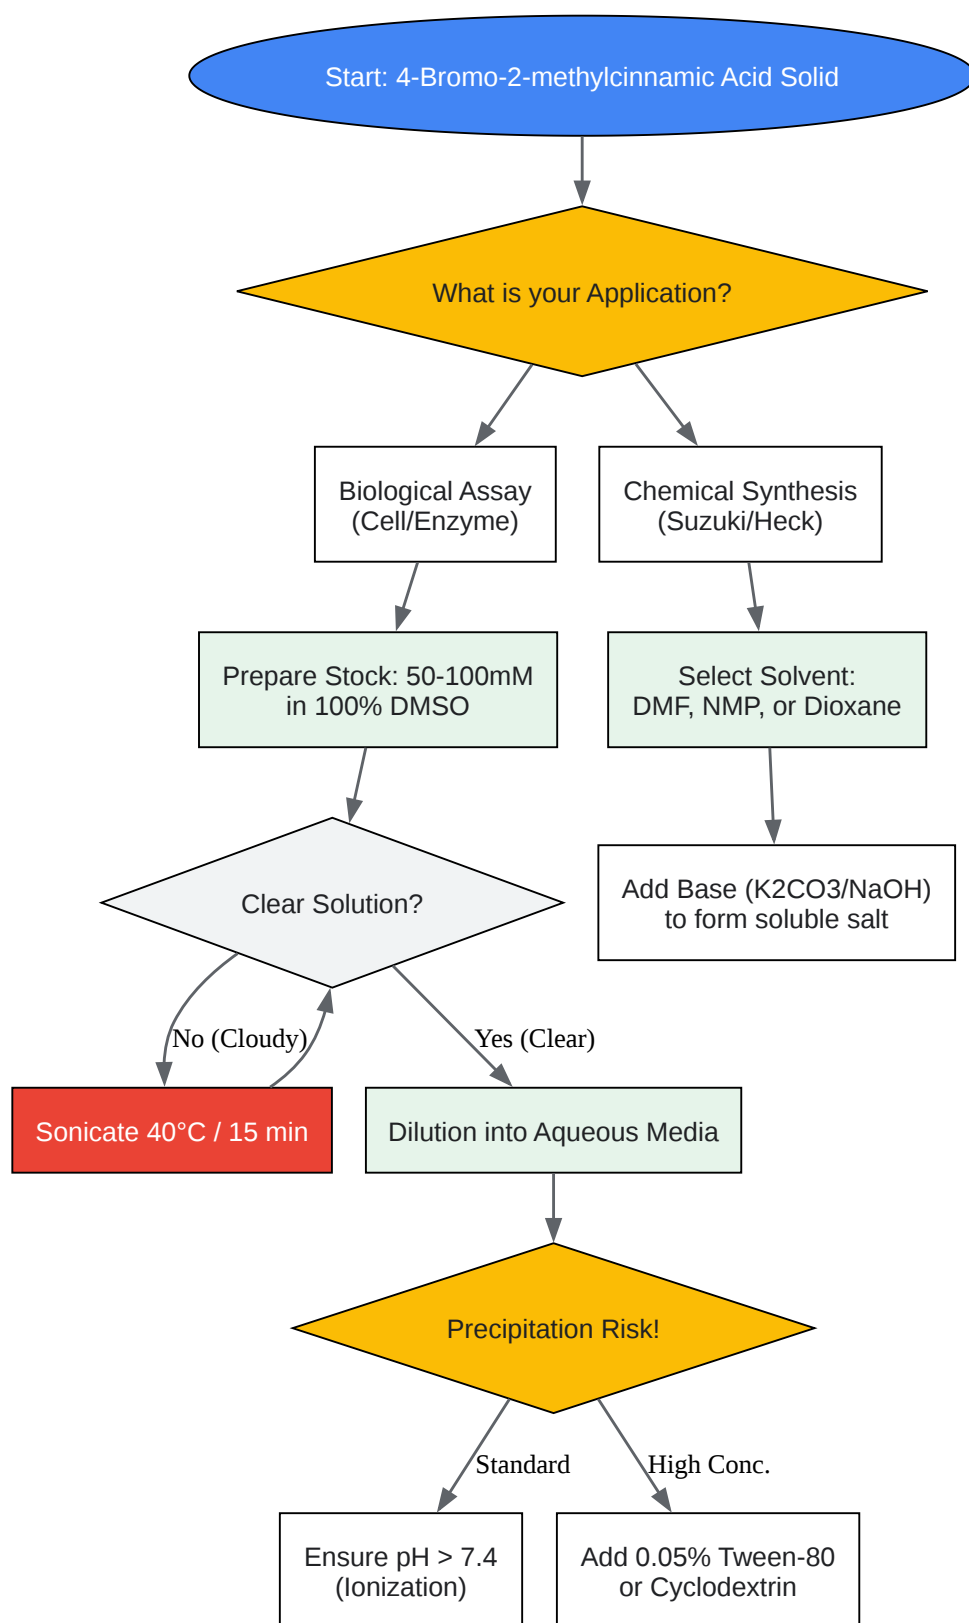 Start: 4-Bromo-2-methylcinnamic Acid Solid
What is your Application?
Biological Assay
(Cell/Enzyme)
Chemical Synthesis
(Suzuki/Heck)
Prepare Stock: 50-100mM
in 100% DMSO
Select Solvent:
DMF, NMP, or Dioxane
Clear Solution?
Add Base (K2CO3/NaOH)
to form soluble salt
No (Cloudy)
Yes (Clear)
Sonicate 40°C / 15 min
Dilution into Aqueous Media
Precipitation Risk!
Standard
High Conc.
Ensure pH > 7.4
(Ionization)
Add 0.05% Tween-80
or Cyclodextrin